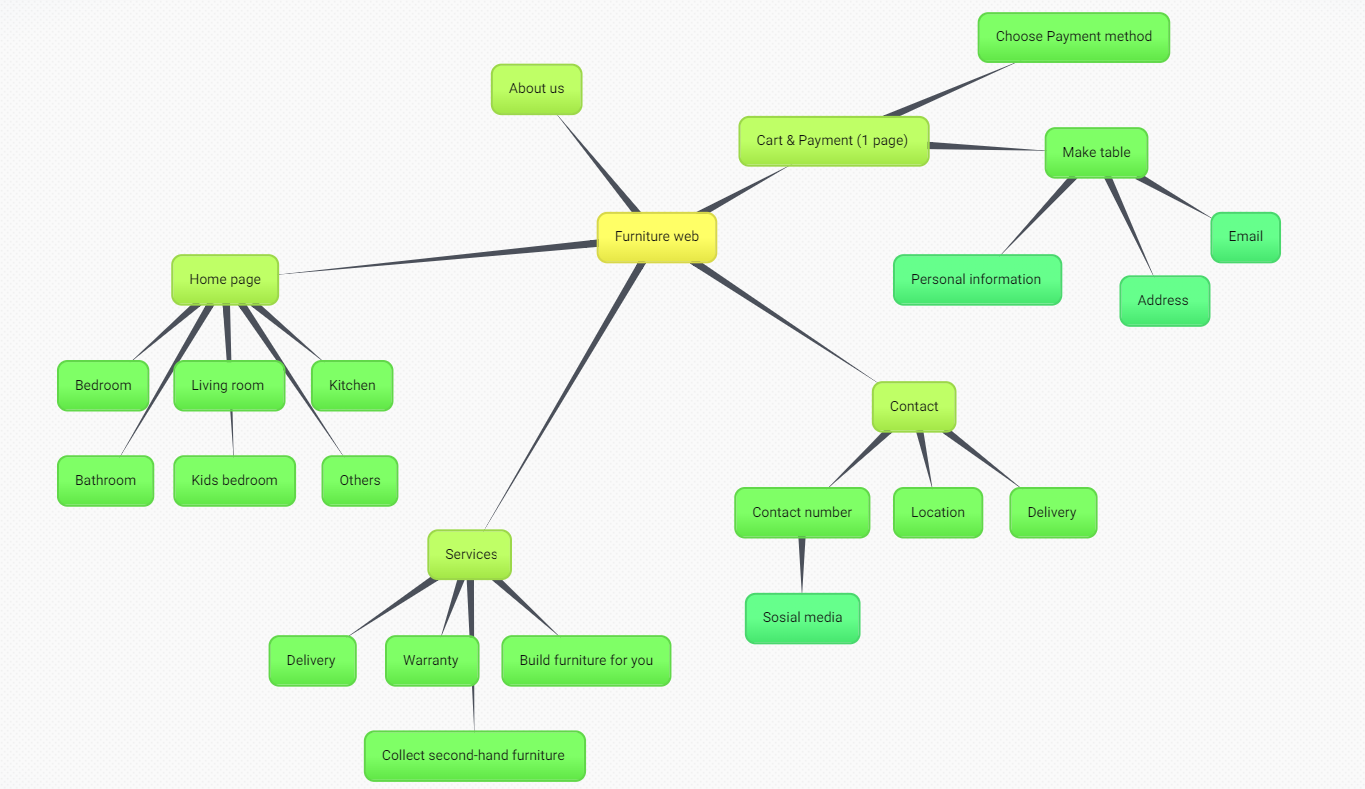 Choose Payment method
About us
Cart & Payment (1 page)
Make table
Furniture web
Email
Home page
Personal information
Address
Bedroom
Living room
Kitchen
Contact
Bathroom
Kids bedroom
Others
Contact number
Location
Delivery
Services
Sosial media
Delivery
Warranty
Build furniture for you
Collect second-hand furniture